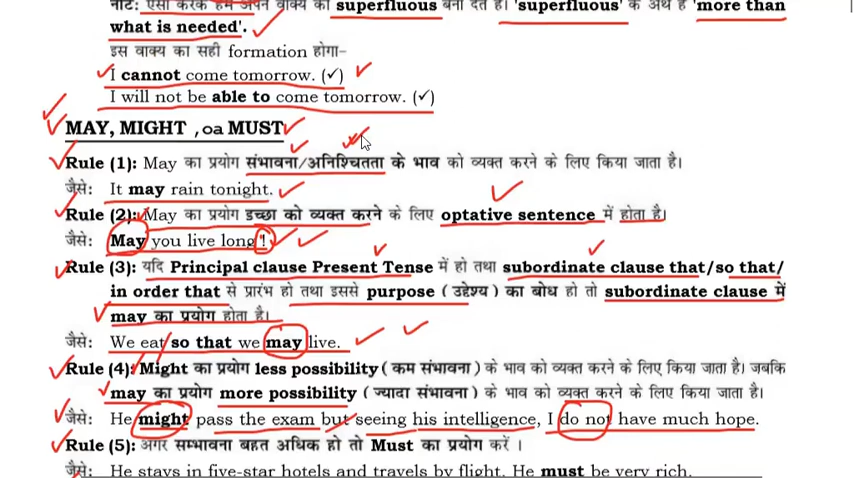 नोट: ऐसा करके हम अपने वाक्य को superfluous बना देते हैं। 'superfluous' के अर्थ हैं 'more than
what is needed'.
इस वाक्य का सही formation होगा–
I cannot come tomorrow. (✓)
I will not be able to come tomorrow. (✓)
MAY, MIGHT ,oa MUST
Rule (1): May का प्रयोग संभावना/अनिश्चितता के भाव को व्यक्त करने के लिए किया जाता है।
जैसे: It may rain tonight.
Rule (2): May का प्रयोग इच्छा को व्यक्त करने के लिए optative sentence में होता है।
जैसे: May you live long !
Rule (3): यदि Principal clause Present Tense में हो तथा subordinate clause that/so that/
in order that से प्रारंभ हो तथा इससे purpose (उद्देश्य) का बोध हो तो subordinate clause में
may का प्रयोग होता है।
जैसे: We eat so that we may live.
Rule (4): Might का प्रयोग less possibility (कम संभावना) के भाव को व्यक्त करने के लिए किया जाता है। जबकि
may का प्रयोग more possibility (ज्यादा संभावना) के भाव को व्यक्त करने के लिए किया जाता है।
जैसे: He might pass the exam but seeing his intelligence, I do not have much hope.
Rule (5): अगर सम्भावना बहुत अधिक हो तो Must का प्रयोग करें ।
जैसे: He stays in five-star hotels and travels by flight. He must be very rich.